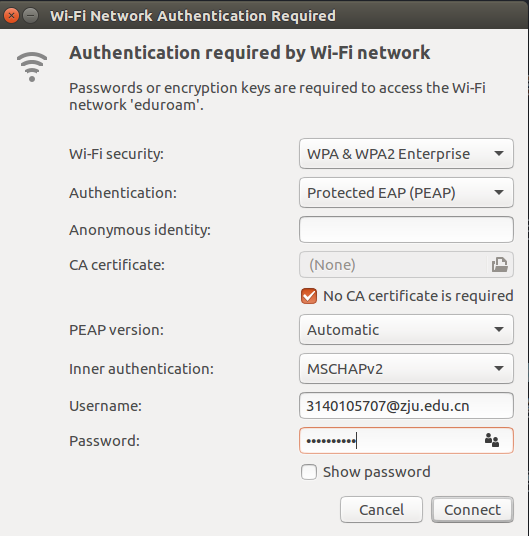 Wi-Fi Network Authentication Required
Authentication required by Wi-Fi network
Passwords or encryption keys are required to access the Wi-Fi
network 'eduroam'.
Wi-Fi security: WPA & WPA2 Enterprise
Authentication: Protected EAP (PEAP)
Anonymous identity:
CA certificate: (None)
No CA certificate is required
PEAP version: Automatic
Inner authentication: MSCHAPv2
Username: 3140105707@zju.edu.cn
Password: ••••••••••
Show password
Cancel Connect